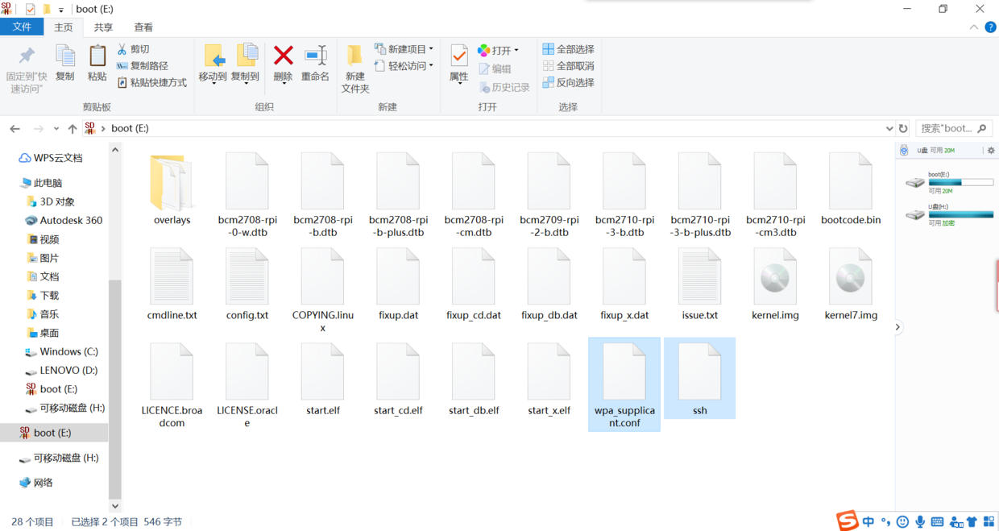 boot (E:)
文件 主页 共享 查看
固定到"快
速访问"
复制
粘贴
剪切
复制路径
粘贴快捷方式
剪贴板
移动到 复制到 删除 重命名
组织
新建
文件夹
新建项目
轻松访问
新建
属性
打开
编辑
历史记录
打开
全部选择
全部取消
反向选择
选择
boot (E:)
搜索"boot...
WPS云文档
此电脑
3D 对象
Autodesk 360
视频
图片
文档
下载
音乐
桌面
Windows (C:)
LENOVO (D:)
boot (E:)
可移动磁盘 (H:)
boot (E:)
可移动磁盘 (H:)
网络
overlays
bcm2708-rpi
-0-w.dtb
bcm2708-rpi
-b.dtb
bcm2708-rpi
-b-plus.dtb
bcm2708-rpi
-cm.dtb
bcm2709-rpi
-2-b.dtb
bcm2710-rpi
-3-b.dtb
bcm2710-rpi
-3-b-plus.dtb
bcm2710-rpi
-cm3.dtb
bootcode.bin
cmdline.txt
config.txt
COPYING.linu
x
fixup.dat
fixup_cd.dat
fixup_db.dat
fixup_x.dat
issue.txt
kernel.img
kernel7.img
LICENCE.broa
dcom
LICENSE.oracl
e
start.elf
start_cd.elf
start_db.elf
start_x.elf
wpa_supplica
nt.conf
ssh
U盘 可用 20M
boot(E:)
可用20M
U盘(H:)
可用加密
28 个项目 已选择 2 个项目 546 字节
中